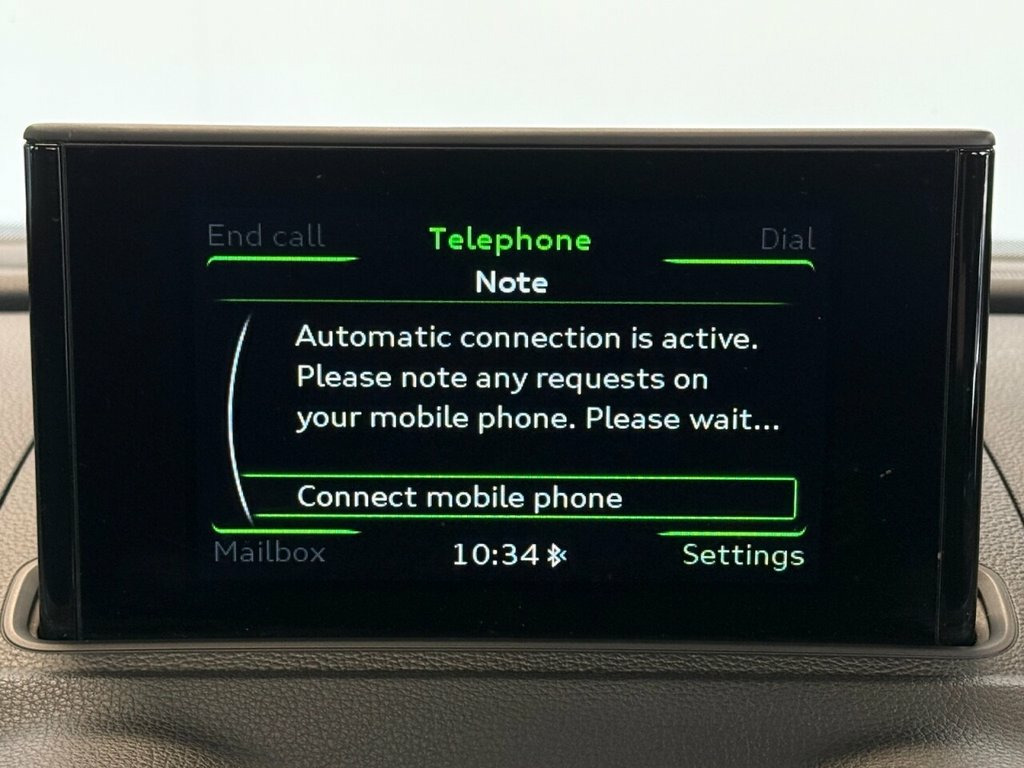 End call Telephone Dial
Note
Automatic connection is active.
Please note any requests on
your mobile phone. Please wait...
Connect mobile phone
Mailbox 10:34 Settings